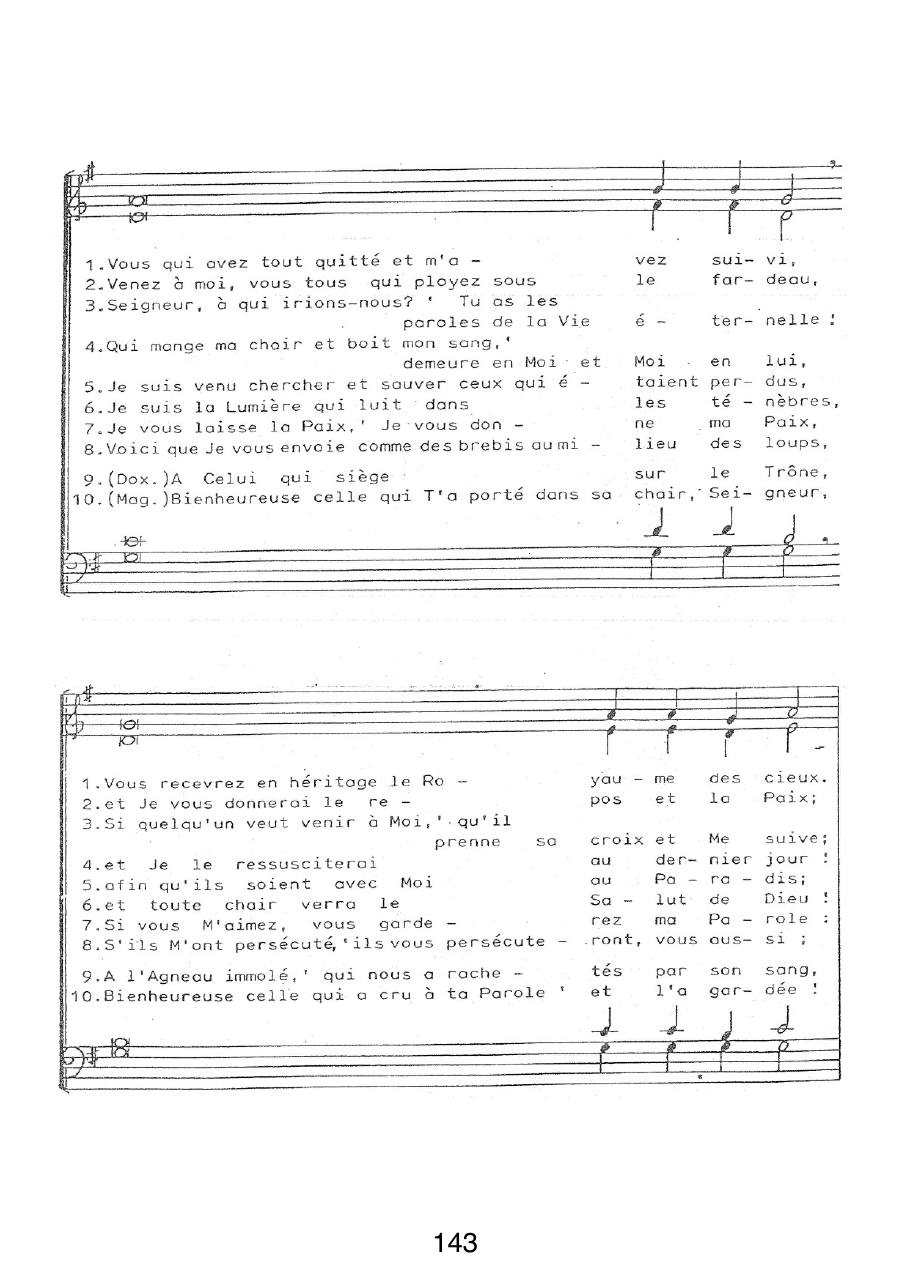 1.Vous qui avez tout quitté et m'a - vez sui- vi,
2.Venez à moi, vous tous qui ployez sous le far- deau,
3.Seigneur, à qui irions-nous? ' Tu as les
paroles de la Vie é - ter- nelle !
4.Qui mange ma chair et boit mon sang,'
demeure en Moi et Moi en lui,
5.Je suis venu chercher et sauver ceux qui é - taient per- dus,
6.Je suis la Lumière qui luit dans les té - nèbres,
7.Je vous laisse la Paix,' Je vous don - ne ma Paix,
8.Voici que Je vous envoie comme des brebis au mi - lieu des loups,
9.(Dox.)A Celui qui siège sur le Trône,
10.(Mag.)Bienheureuse celle qui T'a porté dans sa chair,' Sei- gneur,
1.Vous recevrez en héritage le Ro - yau - me des cieux.
2.et Je vous donnerai le re - pos et la Paix;
3.Si quelqu'un veut venir à Moi,' qu'il
prenne sa croix et Me suive;
4.et Je le ressusciterai au der- nier jour !
5.afin qu'ils soient avec Moi au Pa - ra - dis;
6.et toute chair verra le Sa - lut de Dieu !
7.Si vous M'aimez, vous garde - rez ma Pa - role :
8.S'ils M'ont persécuté,'ils vous persécute - ront, vous aus- si ;
9.A l'Agneau immolé,' qui nous a rache - tés par son sang,
10.Bienheureuse celle qui a cru à ta Parole ' et l'a gar- dée !
143